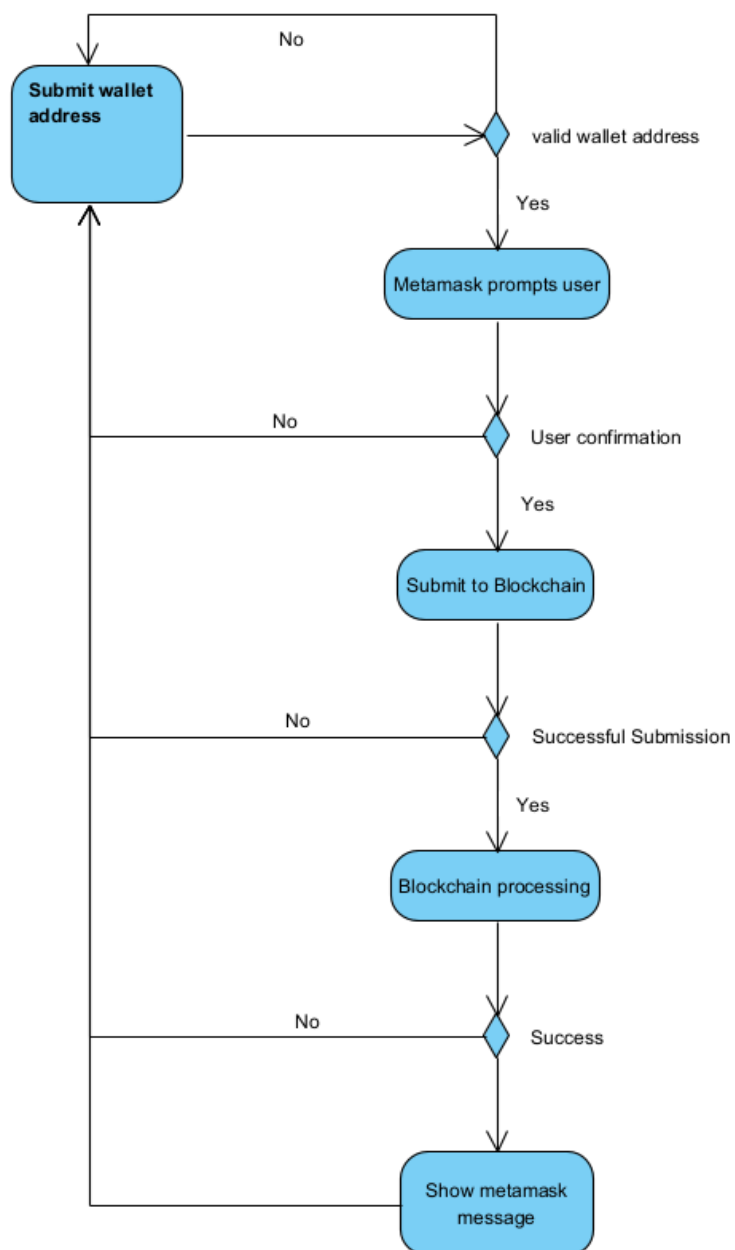 No
Submit wallet
address
valid wallet address
Yes
Metamask prompts user
No
User confirmation
Yes
Submit to Blockchain
No
Successful Submission
Yes
Blockchain processing
No
Success
Show metamask
message